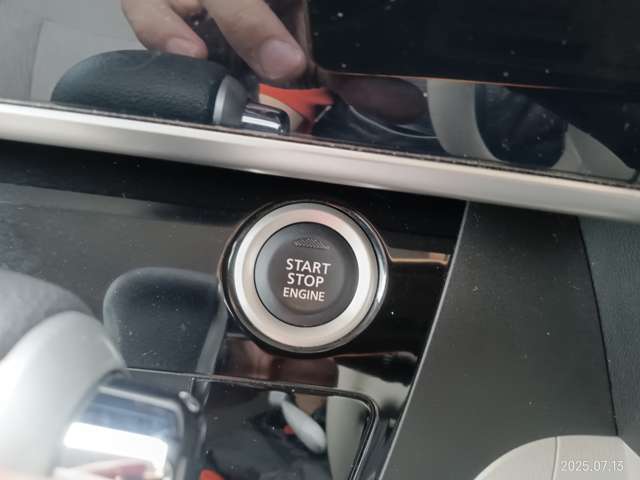 START
STOP
ENGINE
2025.07.13